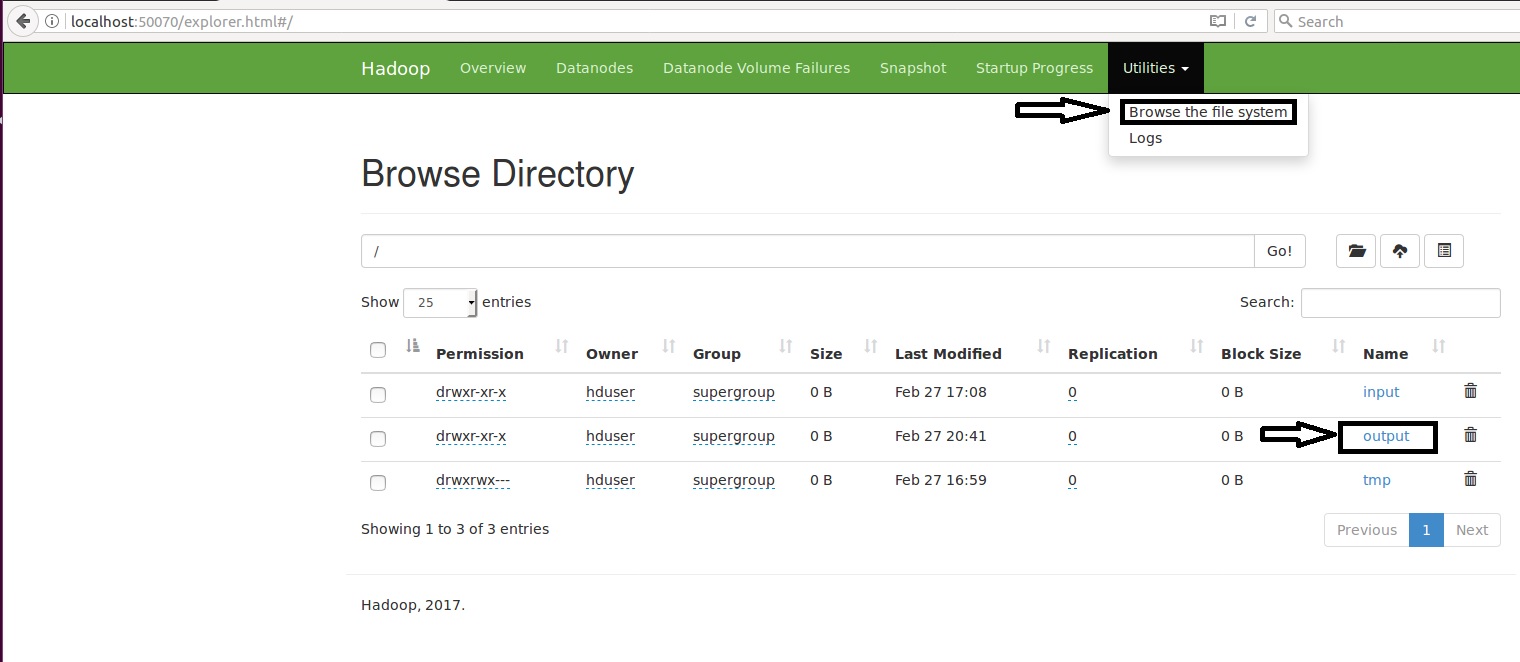 localhost:50070/explorer.html#/ Search
Hadoop Overview Datanodes Datanode Volume Failures Snapshot Startup Progress Utilities
Browse the file system
Logs
Browse Directory
/ Go!
Show 25 entries Search:
Permission Owner Group Size Last Modified Replication Block Size Name
drwxr-xr-x hduser supergroup 0 B Feb 27 17:08 0 0 B input
drwxr-xr-x hduser supergroup 0 B Feb 27 20:41 0 0 B output
drwxrwx--- hduser supergroup 0 B Feb 27 16:59 0 0 B tmp
Showing 1 to 3 of 3 entries Previous 1 Next
Hadoop, 2017.